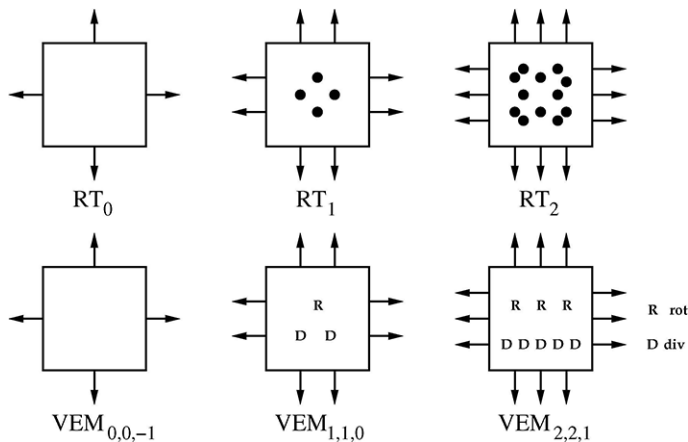 RT0 RT1 RT2
R R R R
R rot
D D D D D D D
D div
VEM0,0,-1 VEM1,1,0 VEM2,2,1